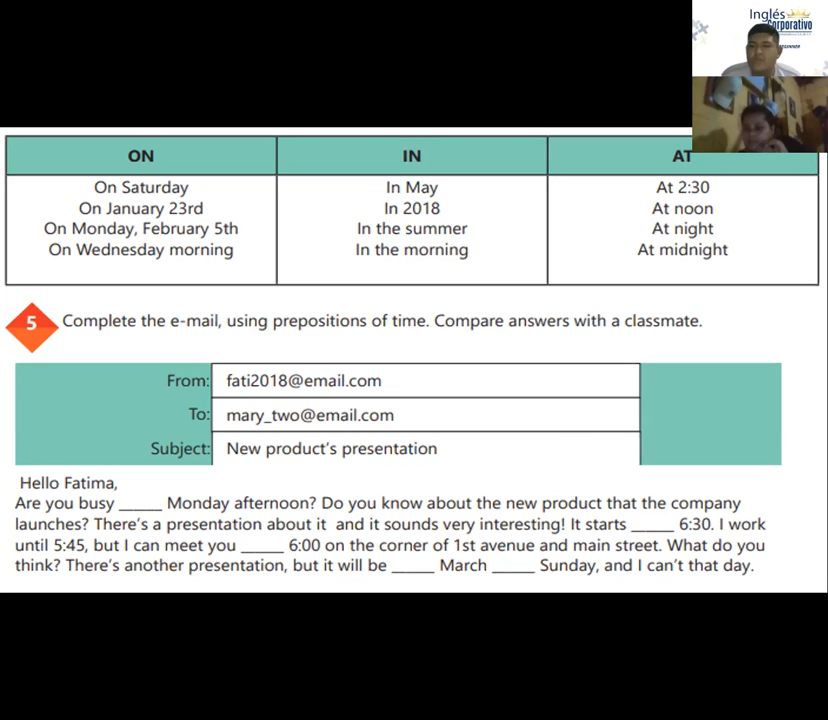 Inglés
Corporativo
ON IN AT
On Saturday In May At 2:30
On January 23rd In 2018 At noon
On Monday, February 5th In the summer At night
On Wednesday morning In the morning At midnight
5 Complete the e-mail, using prepositions of time. Compare answers with a classmate.
From: fati2018@email.com
To: mary_two@email.com
Subject: New product's presentation
Hello Fatima,
Are you busy _____ Monday afternoon? Do you know about the new product that the company
launches? There's a presentation about it and it sounds very interesting! It starts _____ 6:30. I work
until 5:45, but I can meet you _____ 6:00 on the corner of 1st avenue and main street. What do you
think? There's another presentation, but it will be _____ March _____ Sunday, and I can't that day.